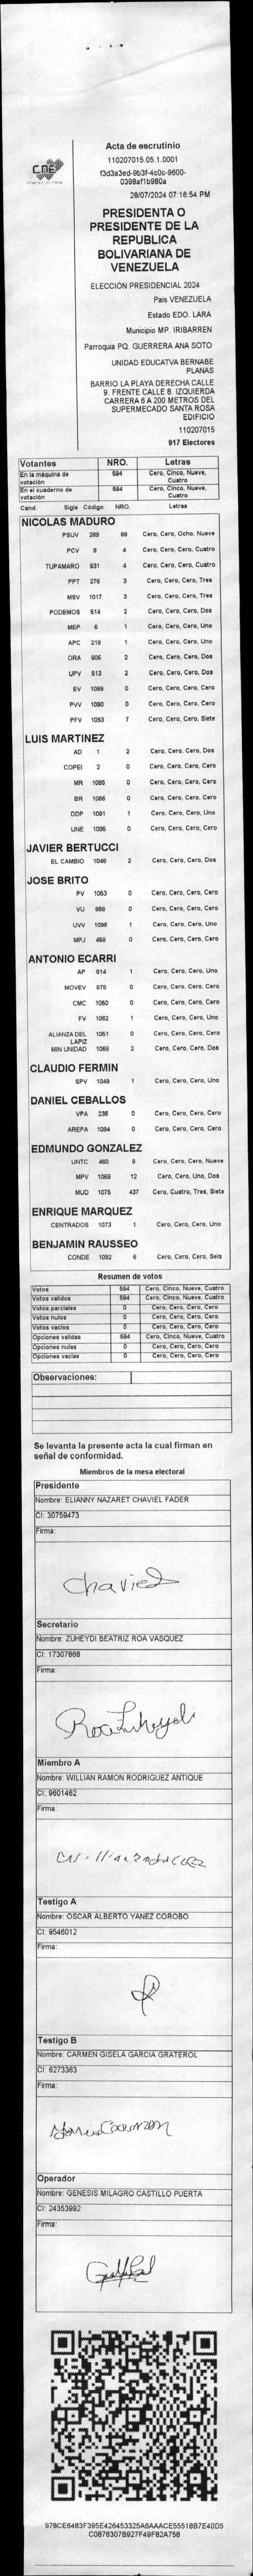 CNE
Acta de escrutinio
110207015.05.1.0001
f3d3a3ed-9b3f-4c0c-9600-
0398af1b980a
28/07/2024 07:16:54 PM
PRESIDENTA O
PRESIDENTE DE LA
REPUBLICA
BOLIVARIANA DE
VENEZUELA
ELECCIÓN PRESIDENCIAL 2024
Pais VENEZUELA
Estado EDO. LARA
Municipio MP. IRIBARREN
Parroquia PQ. GUERRERA ANA SOTO
UNIDAD EDUCATVA BERNABE
PLANAS
BARRIO LA PLAYA DERECHA CALLE
9. FRENTE CALLE 8. IZQUIERDA
CARRERA 6 A 200 METROS DEL
SUPERMECADO SANTA ROSA
EDIFICIO
110207015
917 Electores
Votantes NRO. Letras
En la máquina de votación 594 Cero, Cinco, Nueve, Cuatro
En el cuaderno de votación 594 Cero, Cinco, Nueve, Cuatro
Cand. Sigla Código NRO. Letras
NICOLAS MADURO
PSUV 269 89 Cero, Cero, Ocho, Nueve
PCV 9 4 Cero, Cero, Cero, Cuatro
TUPAMARO 931 4 Cero, Cero, Cero, Cuatro
PPT 276 3 Cero, Cero, Cero, Tres
MSV 1017 3 Cero, Cero, Cero, Tres
PODEMOS 514 2 Cero, Cero, Cero, Dos
MEP 6 1 Cero, Cero, Cero, Uno
APC 219 1 Cero, Cero, Cero, Uno
ORA 906 2 Cero, Cero, Cero, Dos
UPV 513 2 Cero, Cero, Cero, Dos
EV 1089 0 Cero, Cero, Cero, Cero
PVV 1090 0 Cero, Cero, Cero, Cero
PFV 1093 7 Cero, Cero, Cero, Siete
LUIS MARTINEZ
AD 1 2 Cero, Cero, Cero, Dos
COPEI 2 0 Cero, Cero, Cero, Cero
MR 1065 0 Cero, Cero, Cero, Cero
BR 1066 0 Cero, Cero, Cero, Cero
DDP 1091 1 Cero, Cero, Cero, Uno
UNE 1095 0 Cero, Cero, Cero, Cero
JAVIER BERTUCCI
EL CAMBIO 1048 2 Cero, Cero, Cero, Dos
JOSE BRITO
PV 1053 0 Cero, Cero, Cero, Cero
VU 868 0 Cero, Cero, Cero, Cero
UVV 1096 1 Cero, Cero, Cero, Uno
MPJ 458 0 Cero, Cero, Cero, Cero
ANTONIO ECARRI
AP 814 1 Cero, Cero, Cero, Uno
MOVEV 878 0 Cero, Cero, Cero, Cero
CMC 1050 0 Cero, Cero, Cero, Cero
FV 1062 1 Cero, Cero, Cero, Uno
ALIANZA DEL LAPIZ 1051 0 Cero, Cero, Cero, Cero
MIN UNIDAD 1068 2 Cero, Cero, Cero, Dos
CLAUDIO FERMIN
SPV 1049 1 Cero, Cero, Cero, Uno
DANIEL CEBALLOS
VPA 236 0 Cero, Cero, Cero, Cero
AREPA 1094 0 Cero, Cero, Cero, Cero
EDMUNDO GONZALEZ
UNTC 460 9 Cero, Cero, Cero, Nueve
MPV 1069 12 Cero, Cero, Uno, Dos
MUD 1075 437 Cero, Cuatro, Tres, Siete
ENRIQUE MARQUEZ
CENTRADOS 1073 1 Cero, Cero, Cero, Uno
BENJAMIN RAUSSEO
CONDE 1092 6 Cero, Cero, Cero, Seis
Resumen de votos
Votos 594 Cero, Cinco, Nueve, Cuatro
Votos validos 594 Cero, Cinco, Nueve, Cuatro
Votos parciales 0 Cero, Cero, Cero, Cero
Votos nulos 0 Cero, Cero, Cero, Cero
Votos vacios 0 Cero, Cero, Cero, Cero
Opciones validas 594 Cero, Cinco, Nueve, Cuatro
Opciones nulas 0 Cero, Cero, Cero, Cero
Opciones vacias 0 Cero, Cero, Cero, Cero
Observaciones:
Se levanta la presente acta la cual firman en
señal de conformidad.
Miembros de la mesa electoral
Presidente
Nombre: ELIANNY NAZARET CHAVIEL FADER
CI: 30759473
Firma:
Chaviel
Secretario
Nombre: ZUHEYDI BEATRIZ ROA VASQUEZ
CI: 17307868
Firma:
Miembro A
Nombre: WILLIAN RAMON RODRIGUEZ ANTIQUE
CI: 9601462
Firma:
Testigo A
Nombre: OSCAR ALBERTO YANEZ COROBO
CI: 9546012
Firma:
Testigo B
Nombre: CARMEN GISELA GARCIA GRATEROL
CI: 6273363
Firma:
Operador
Nombre: GENESIS MILAGRO CASTILLO PUERTA
CI: 24353992
Firma:
978CE6463F395E426453325A6AAACE55518B7E40D5
C0876307B927F49F82A758